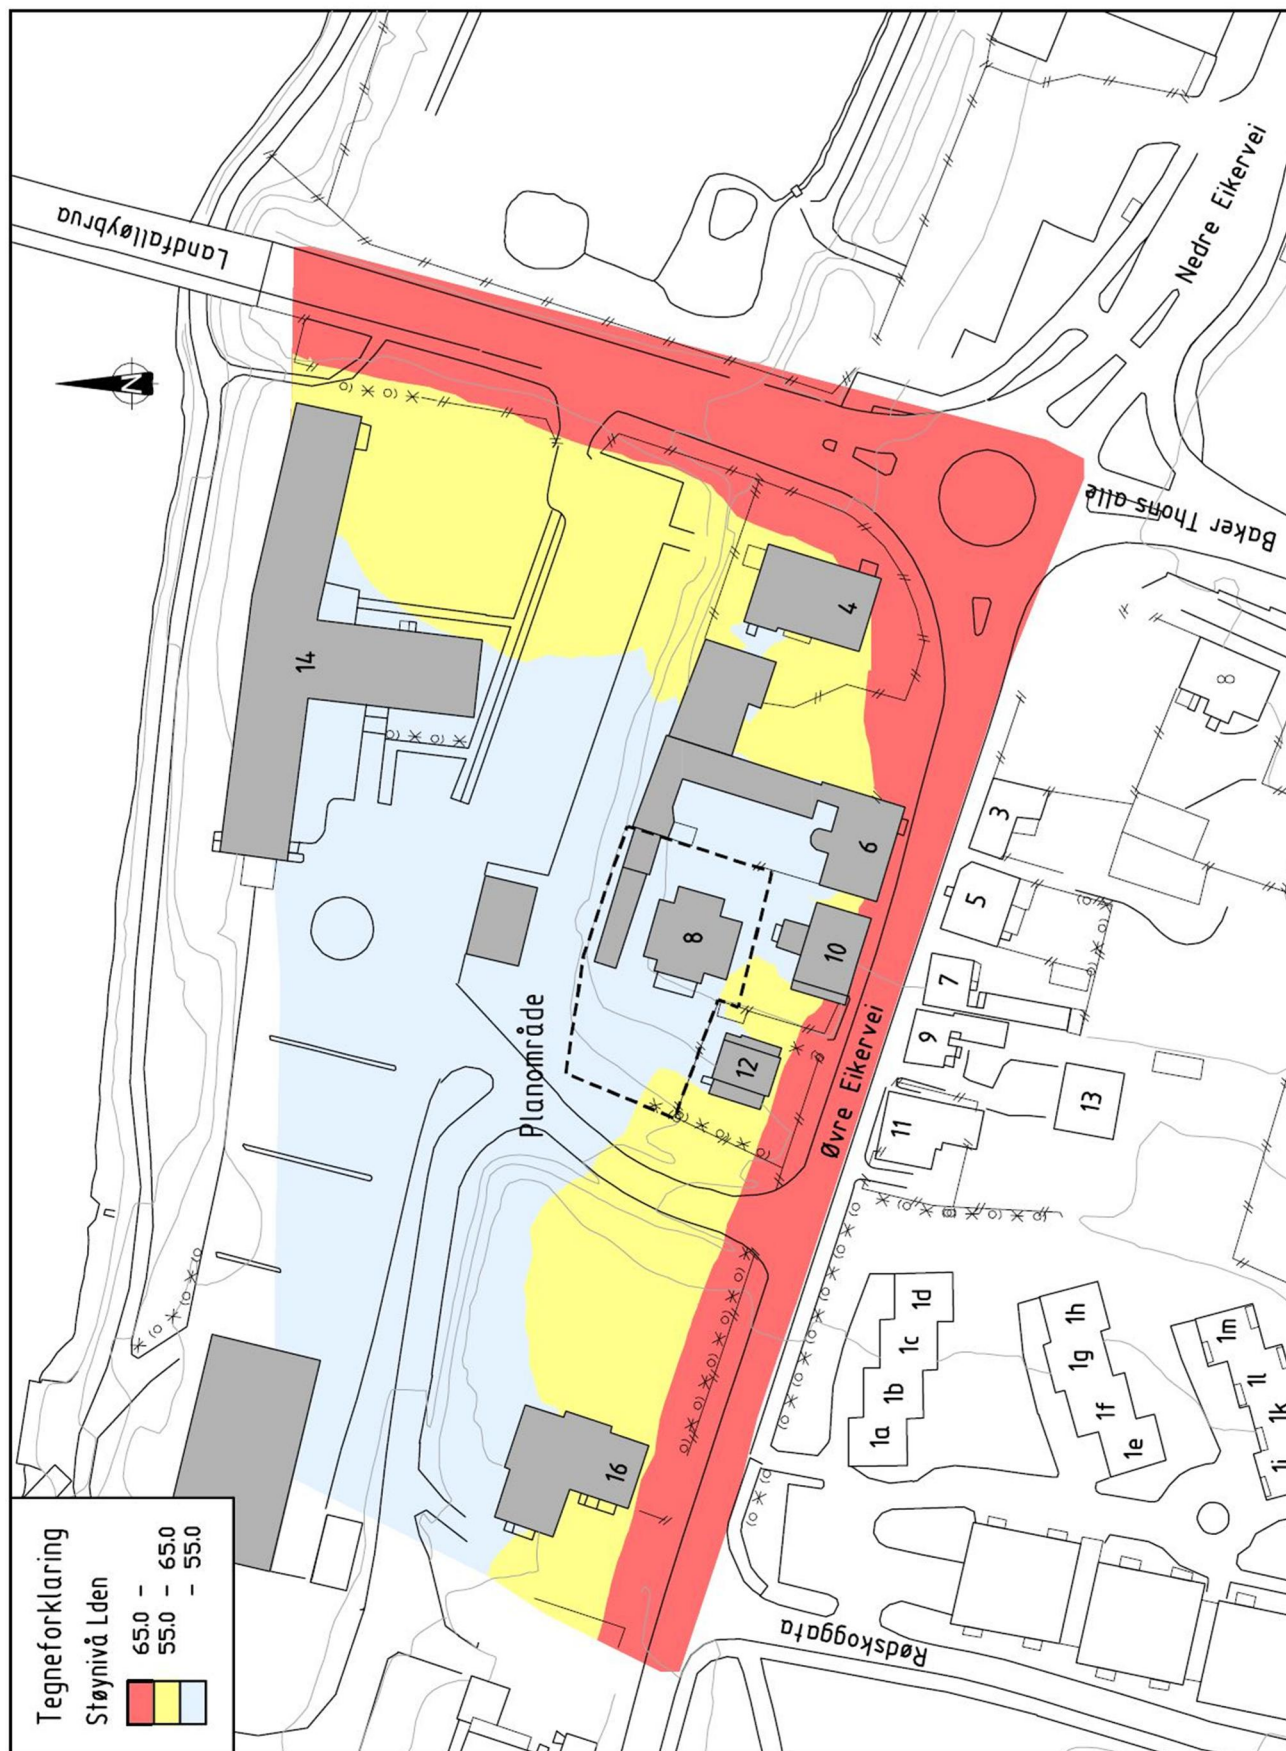 Tegneforklaring
Støynivå Lden
65.0 -
55.0 - 65.0
- 55.0
Landfalløybrua
N
Nedre Eikervei
Baker Thons alle
Øvre Eikervei
Rødskoggata
Planområde
14
4
6
8
10
12
16
8
3
5
7
9
11
13
1a
1b
1c
1d
1e
1f
1g
1h
1m
1l
1k